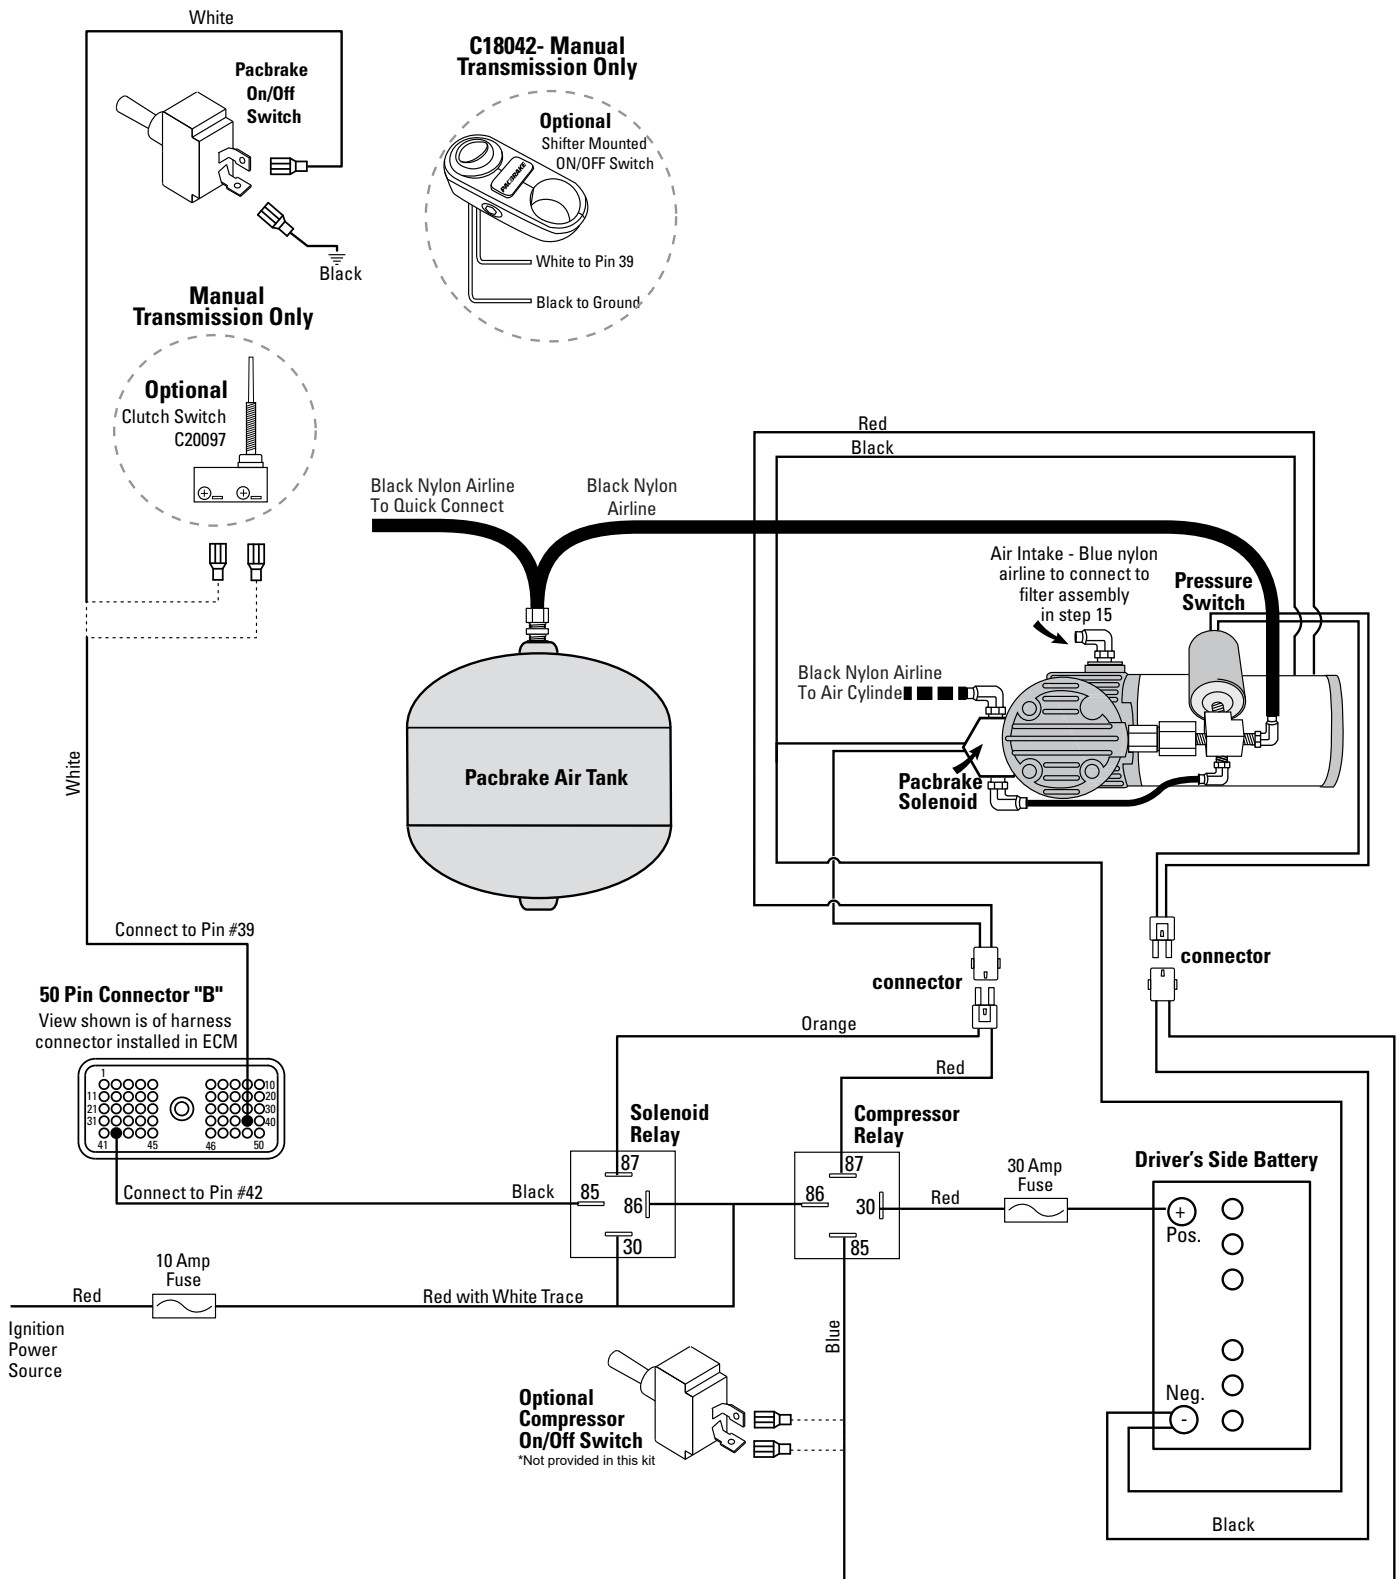 White
C18042- Manual
Transmission Only
Pacbrake
On/Off
Switch
Optional
Shifter Mounted
ON/OFF Switch
PACBRAKE
White to Pin 39
Black to Ground
Black
Manual
Transmission Only
Optional
Clutch Switch
C20097
Red
Black
Black Nylon Airline
To Quick Connect
Black Nylon
Airline
Air Intake - Blue nylon
airline to connect to
filter assembly
in step 15
Pressure
Switch
Black Nylon Airline
To Air Cylinde
Pacbrake Air Tank
Pacbrake
Solenoid
White
Connect to Pin #39
connector
connector
50 Pin Connector "B"
View shown is of harness
connector installed in ECM
1
10
11
20
21
30
31
40
41
45
46
50
Orange
Red
Solenoid
Relay
Compressor
Relay
87
85
86
30
87
86
30
85
Connect to Pin #42
Black
Red
30 Amp
Fuse
Driver's Side Battery
+
Pos.
Neg.
-
10 Amp
Fuse
Red
Red with White Trace
Ignition
Power
Source
Blue
Optional
Compressor
On/Off Switch
*Not provided in this kit
Black